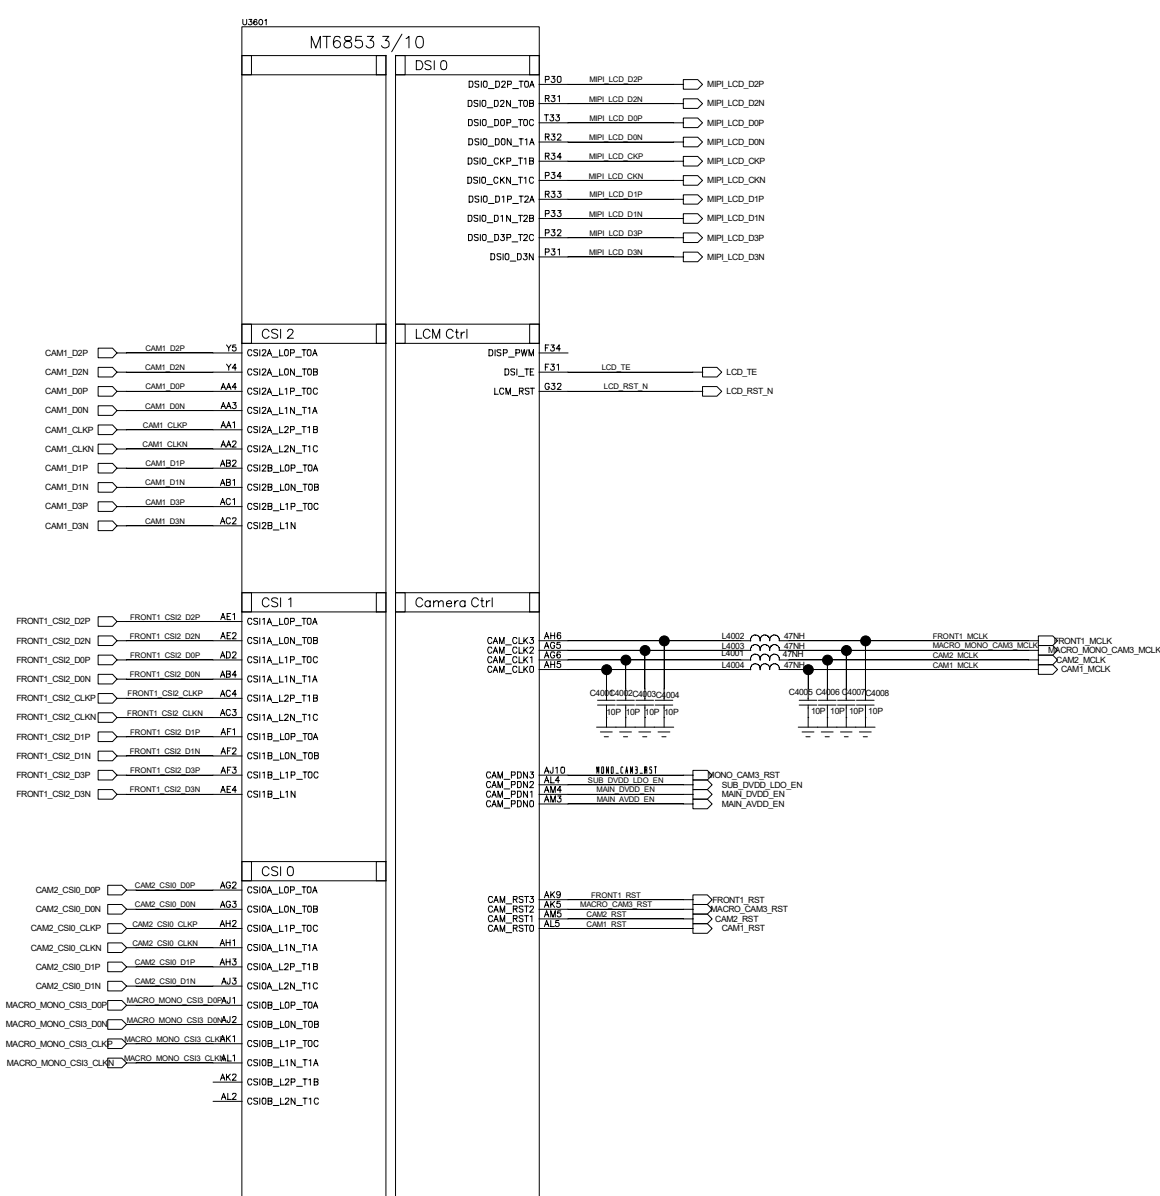 U3601
MT6853 3/10
DSI 0
DSI0_D2P_T0A P30 MIPI_LCD_D2P MIPI_LCD_D2P
DSI0_D2N_T0B R31 MIPI_LCD_D2N MIPI_LCD_D2N
DSI0_D0P_T0C T33 MIPI_LCD_D0P MIPI_LCD_D0P
DSI0_D0N_T1A R32 MIPI_LCD_D0N MIPI_LCD_D0N
DSI0_CKP_T1B R34 MIPI_LCD_CKP MIPI_LCD_CKP
DSI0_CKN_T1C P34 MIPI_LCD_CKN MIPI_LCD_CKN
DSI0_D1P_T2A R33 MIPI_LCD_D1P MIPI_LCD_D1P
DSI0_D1N_T2B P33 MIPI_LCD_D1N MIPI_LCD_D1N
DSI0_D3P_T2C P32 MIPI_LCD_D3P MIPI_LCD_D3P
DSI0_D3N P31 MIPI_LCD_D3N MIPI_LCD_D3N
CSI 2
CAM1_D2P CAM1_D2P Y5 CSI2A_L0P_T0A
CAM1_D2N CAM1_D2N Y4 CSI2A_L0N_T0B
CAM1_D0P CAM1_D0P AA4 CSI2A_L1P_T0C
CAM1_D0N CAM1_D0N AA3 CSI2A_L1N_T1A
CAM1_CLKP CAM1_CLKP AA1 CSI2A_L2P_T1B
CAM1_CLKN CAM1_CLKN AA2 CSI2A_L2N_T1C
CAM1_D1P CAM1_D1P AB2 CSI2B_L0P_T0A
CAM1_D1N CAM1_D1N AB1 CSI2B_L0N_T0B
CAM1_D3P CAM1_D3P AC1 CSI2B_L1P_T0C
CAM1_D3N CAM1_D3N AC2 CSI2B_L1N
LCM Ctrl
DISP_PWM F34
DSI_TE F31 LCD_TE LCD_TE
LCM_RST G32 LCD_RST_N LCD_RST_N
CSI 1
FRONT1_CSI2_D2P FRONT1_CSI2_D2P AE1 CSI1A_L0P_T0A
FRONT1_CSI2_D2N FRONT1_CSI2_D2N AE2 CSI1A_L0N_T0B
FRONT1_CSI2_D0P FRONT1_CSI2_D0P AD2 CSI1A_L1P_T0C
FRONT1_CSI2_D0N FRONT1_CSI2_D0N AB4 CSI1A_L1N_T1A
FRONT1_CSI2_CLKP FRONT1_CSI2_CLKP AC4 CSI1A_L2P_T1B
FRONT1_CSI2_CLKN FRONT1_CSI2_CLKN AC3 CSI1A_L2N_T1C
FRONT1_CSI2_D1P FRONT1_CSI2_D1P AF1 CSI1B_L0P_T0A
FRONT1_CSI2_D1N FRONT1_CSI2_D1N AF2 CSI1B_L0N_T0B
FRONT1_CSI2_D3P FRONT1_CSI2_D3P AF3 CSI1B_L1P_T0C
FRONT1_CSI2_D3N FRONT1_CSI2_D3N AE4 CSI1B_L1N
Camera Ctrl
CAM_CLK3 AH6 L4002 47NH FRONT1_MCLK FRONT1_MCLK
CAM_CLK2 AG5 L4003 47NH MACRO_MONO_CAM3_MCLK MACRO_MONO_CAM3_MCLK
CAM_CLK1 AG6 L4001 47NH CAM2_MCLK CAM2_MCLK
CAM_CLK0 AH5 L4004 47NH CAM1_MCLK CAM1_MCLK
C4001 C4002 C4003 C4004 C4005 C4006 C4007 C4008
10P 10P 10P 10P 10P 10P 10P 10P
CAM_PDN3 AJ10 MONO_CAM3_RST MONO_CAM3_RST
CAM_PDN2 AL4 SUB_DVDD_LDO_EN SUB_DVDD_LDO_EN
CAM_PDN1 AM4 MAIN_DVDD_EN MAIN_DVDD_EN
CAM_PDN0 AM3 MAIN_AVDD_EN MAIN_AVDD_EN
CSI 0
CAM2_CSI0_D0P CAM2_CSI0_D0P AG2 CSI0A_L0P_T0A
CAM2_CSI0_D0N CAM2_CSI0_D0N AG3 CSI0A_L0N_T0B
CAM2_CSI0_CLKP CAM2_CSI0_CLKP AH2 CSI0A_L1P_T0C
CAM2_CSI0_CLKN CAM2_CSI0_CLKN AH1 CSI0A_L1N_T1A
CAM2_CSI0_D1P CAM2_CSI0_D1P AH3 CSI0A_L2P_T1B
CAM2_CSI0_D1N CAM2_CSI0_D1N AJ3 CSI0A_L2N_T1C
MACRO_MONO_CSI3_D0P MACRO_MONO_CSI3_D0P AJ1 CSI0B_L0P_T0A
MACRO_MONO_CSI3_D0N MACRO_MONO_CSI3_D0N AJ2 CSI0B_L0N_T0B
MACRO_MONO_CSI3_CLKP MACRO_MONO_CSI3_CLKP AK1 CSI0B_L1P_T0C
MACRO_MONO_CSI3_CLKN MACRO_MONO_CSI3_CLKN AL1 CSI0B_L1N_T1A
AK2 CSI0B_L2P_T1B
AL2 CSI0B_L2N_T1C
CAM_RST3 AK9 FRONT1_RST FRONT1_RST
CAM_RST2 AK5 MACRO_CAM3_RST MACRO_CAM3_RST
CAM_RST1 AM5 CAM2_RST CAM2_RST
CAM_RST0 AL5 CAM1_RST CAM1_RST